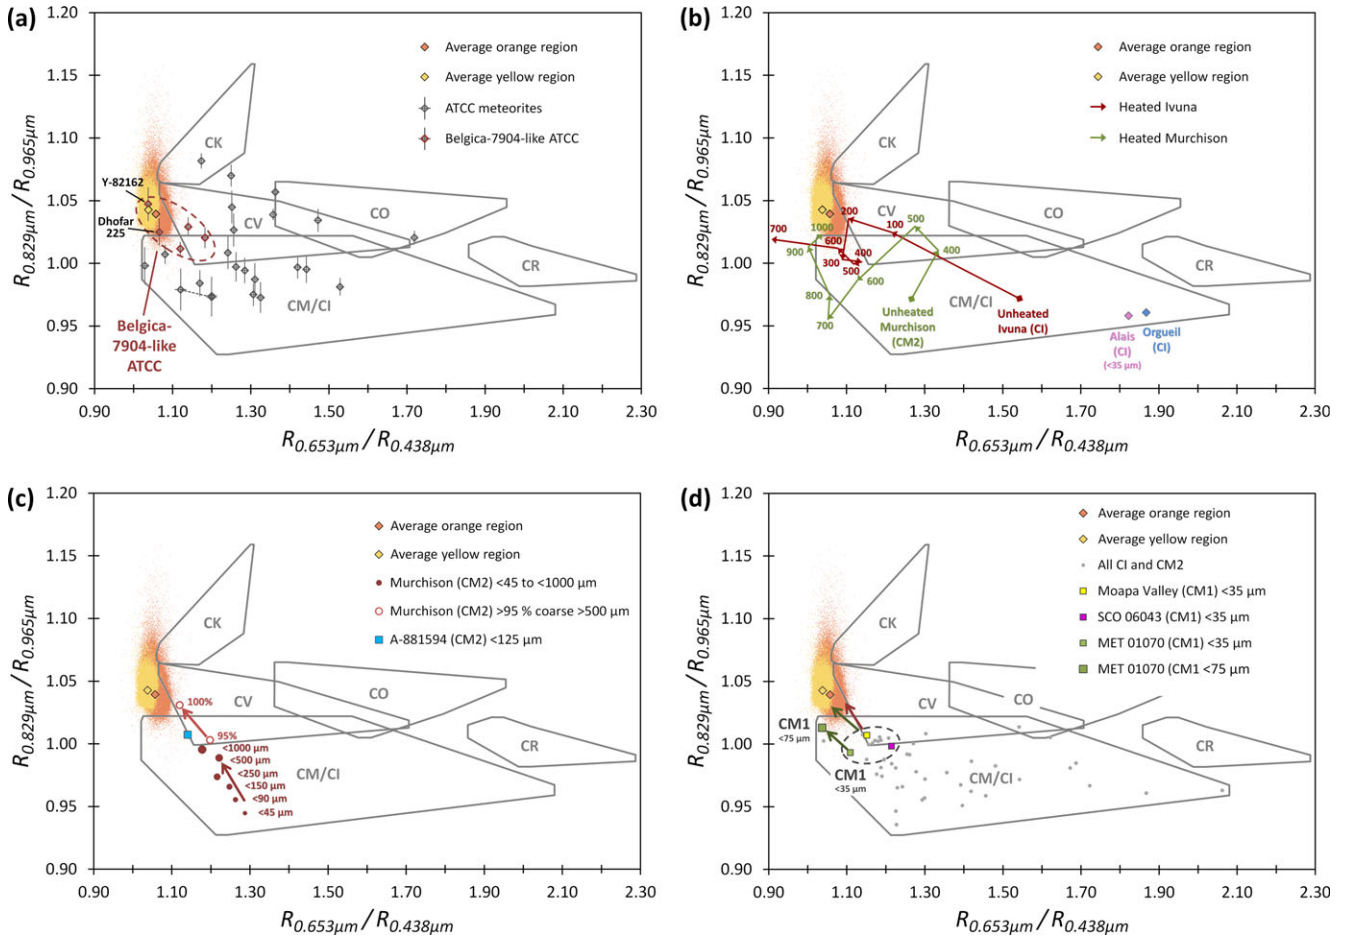 (a)
1.20
1.15
1.10
1.05
1.00
0.95
0.90
R0.829μm / R0.965μm
Average orange region
Average yellow region
ATCC meteorites
Belgica-7904-like ATCC
CK
Y-82162
Dhofar
225
CV
CO
CR
CM/CI
Belgica-
7904-like
ATCC
0.90 1.10 1.30 1.50 1.70 1.90 2.10 2.30
R0.653μm / R0.438μm
(b)
1.20
1.15
1.10
1.05
1.00
0.95
0.90
R0.829μm / R0.965μm
Average orange region
Average yellow region
Heated Ivuna
Heated Murchison
CK
CV
CO
CR
CM/CI
200
100
500
700
1000
600
400
900
300
400
500
600
800
700
Unheated
Murchison
(CM2)
Unheated
Ivuna (CI)
Alais
(CI)
(<35 μm)
Orgueil
(CI)
0.90 1.10 1.30 1.50 1.70 1.90 2.10 2.30
R0.653μm / R0.438μm
(c)
1.20
1.15
1.10
1.05
1.00
0.95
0.90
R0.829μm / R0.965μm
Average orange region
Average yellow region
Murchison (CM2) <45 to <1000 μm
Murchison (CM2) >95 % coarse >500 μm
A-881594 (CM2) <125 μm
CK
CV
CO
CR
CM/CI
100%
95%
<1000 μm
<500 μm
<250 μm
<150 μm
<90 μm
<45 μm
0.90 1.10 1.30 1.50 1.70 1.90 2.10 2.30
R0.653μm / R0.438μm
(d)
1.20
1.15
1.10
1.05
1.00
0.95
0.90
R0.829μm / R0.965μm
Average orange region
Average yellow region
All CI and CM2
Moapa Valley (CM1) <35 μm
SCO 06043 (CM1) <35 μm
MET 01070 (CM1) <35 μm
MET 01070 (CM1 <75 μm
CK
CV
CO
CR
CM/CI
CM1
<75 μm
CM1
<35 μm
0.90 1.10 1.30 1.50 1.70 1.90 2.10 2.30
R0.653μm / R0.438μm